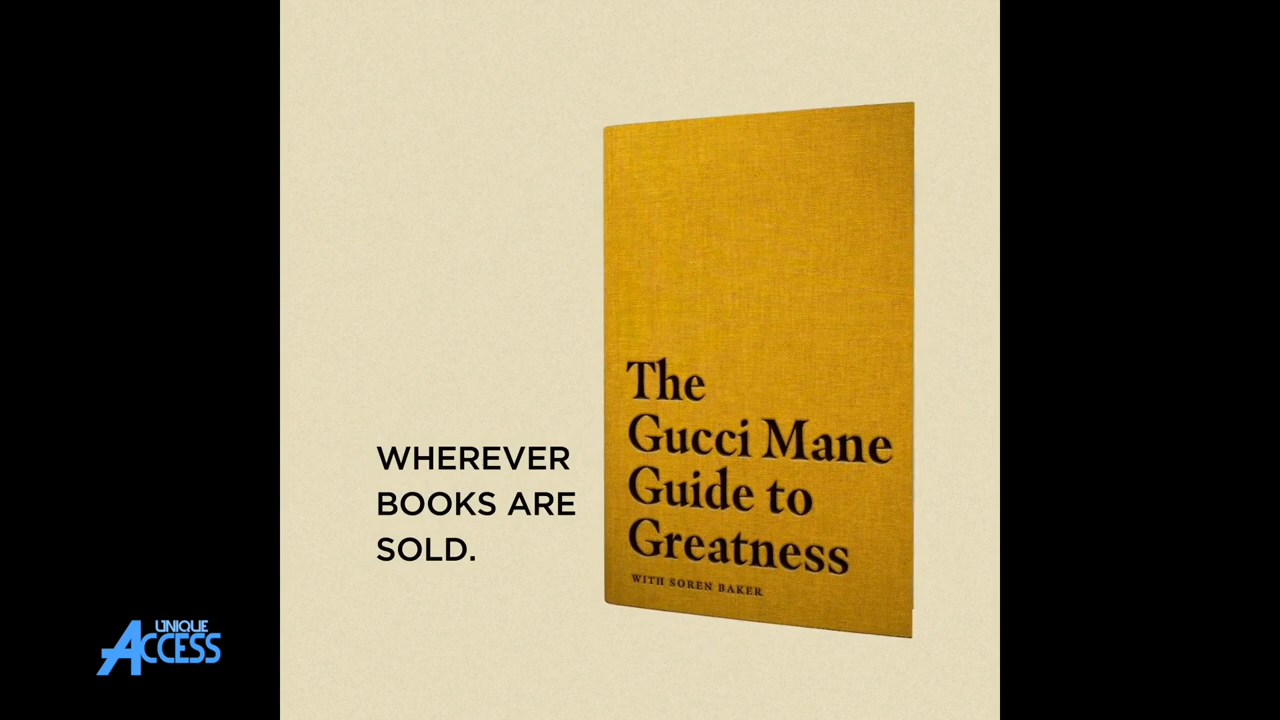 WHEREVER
BOOKS ARE
SOLD.
The
Gucci Mane
Guide to
Greatness
WITH SOREN BAKER
UNIQUE
ACCESS